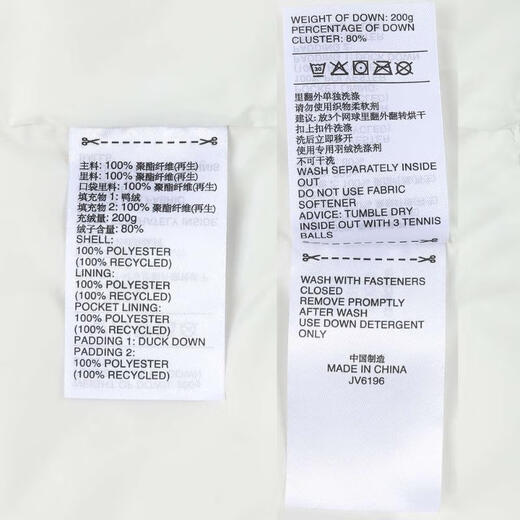 主料: 100% 聚酯纤维(再生)
里料: 100% 聚酯纤维(再生)
口袋里料: 100% 聚酯纤维(再生)
填充物 1: 鸭绒
填充物 2: 100% 聚酯纤维(再生)
充绒量: 200g
绒子含量: 80%
SHELL:
100% POLYESTER
(100% RECYCLED)
LINING:
100% POLYESTER
(100% RECYCLED)
POCKET LINING:
100% POLYESTER
(100% RECYCLED)
PADDING 1: DUCK DOWN
PADDING 2:
100% POLYESTER
(100% RECYCLED)
WEIGHT OF DOWN: 200g
PERCENTAGE OF DOWN
CLUSTER: 80%
30
里翻外单独洗涤
请勿使用织物柔软剂
建议: 放3个网球里外翻转烘干
扣上扣件洗涤
洗后立即移开
使用专用羽绒洗涤剂
不可干洗
WASH SEPARATELY INSIDE
OUT
DO NOT USE FABRIC
SOFTENER
ADVICE: TUMBLE DRY
INSIDE OUT WITH 3 TENNIS
BALLS
WASH WITH FASTENERS
CLOSED
REMOVE PROMPTLY
AFTER WASH
USE DOWN DETERGENT
ONLY
中国制造
MADE IN CHINA
JV6196